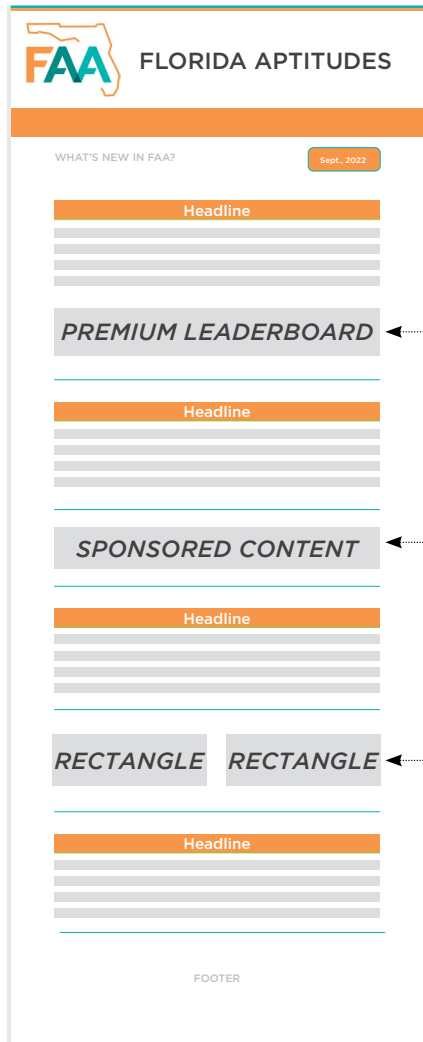 FAA
FLORIDA APTITUDES
WHAT'S NEW IN FAA?
Sept., 2022
Headline
PREMIUM LEADERBOARD
Headline
SPONSORED CONTENT
Headline
RECTANGLE RECTANGLE
Headline
FOOTER